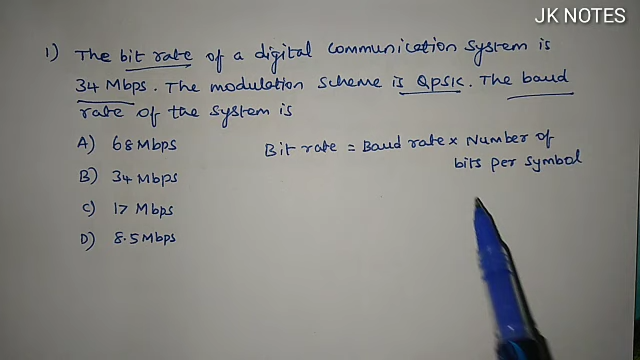 JK NOTES
1) The bit rate of a digital communication system is
34 Mbps. The modulation scheme is QPSK. The baud
rate of the system is
A) 68 Mbps
B) 34 Mbps
C) 17 Mbps
D) 8.5 Mbps
Bit rate = Baud rate × Number of
bits per symbol